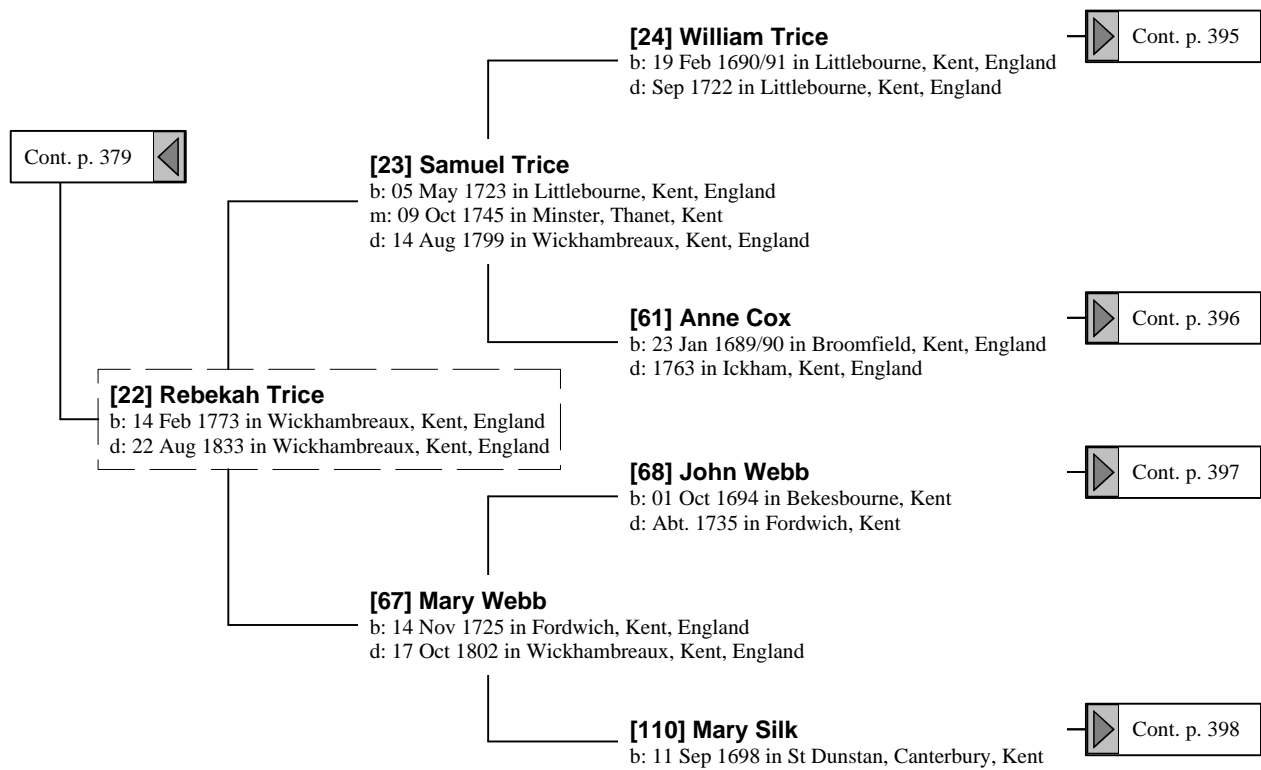 [24] William Trice
b: 19 Feb 1690/91 in Littlebourne, Kent, England
d: Sep 1722 in Littlebourne, Kent, England
Cont. p. 395
Cont. p. 379
[23] Samuel Trice
b: 05 May 1723 in Littlebourne, Kent, England
m: 09 Oct 1745 in Minster, Thanet, Kent
d: 14 Aug 1799 in Wickhambreaux, Kent, England
[61] Anne Cox
b: 23 Jan 1689/90 in Broomfield, Kent, England
d: 1763 in Ickham, Kent, England
Cont. p. 396
[22] Rebekah Trice
b: 14 Feb 1773 in Wickhambreaux, Kent, England
d: 22 Aug 1833 in Wickhambreaux, Kent, England
[68] John Webb
b: 01 Oct 1694 in Bekesbourne, Kent
d: Abt. 1735 in Fordwich, Kent
Cont. p. 397
[67] Mary Webb
b: 14 Nov 1725 in Fordwich, Kent, England
d: 17 Oct 1802 in Wickhambreaux, Kent, England
[110] Mary Silk
b: 11 Sep 1698 in St Dunstan, Canterbury, Kent
Cont. p. 398